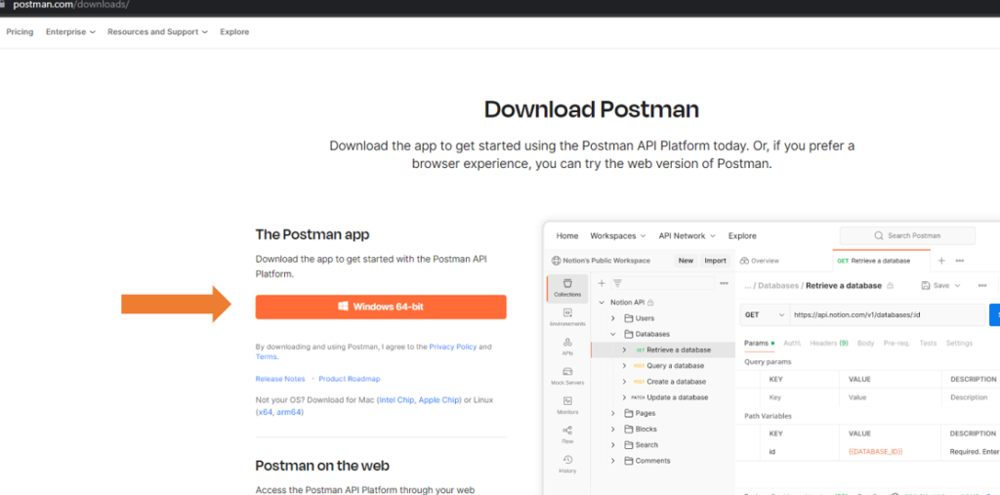 postman.com/downloads/
Pricing Enterprise Resources and Support Explore
Download Postman
Download the app to get started using the Postman API Platform today. Or, if you prefer a
browser experience, you can try the web version of Postman.
The Postman app
Download the app to get started with the Postman API
Platform.
Windows 64-bit
By downloading and using Postman, I agree to the Privacy Policy and
Terms.
Release Notes · Product Roadmap
Not your OS? Download for Mac (Intel Chip, Apple Chip) or Linux
(x64, arm64)
Postman on the web
Access the Postman API Platform through your web
Home Workspaces API Network Explore
Search Postman
Notion's Public Workspace New Import
Overview
GET Retrieve a database
Collections
Environments
APIs
Mock Servers
Monitors
Flow
History
Notion API
Users
Databases
GET Retrieve a database
POST Query a database
POST Create a database
PATCH Update a database
Pages
Blocks
Search
Comments
... / Databases / Retrieve a database
Save
GET https://api.notion.com/v1/databases/:id
Params Auth. Headers (9) Body Pre-req. Tests Settings
Query params
KEY VALUE DESCRIPTION
Key Value Description
Path Variables
KEY VALUE DESCRIPTION
id {{DATABASE_ID}} Required. Enter